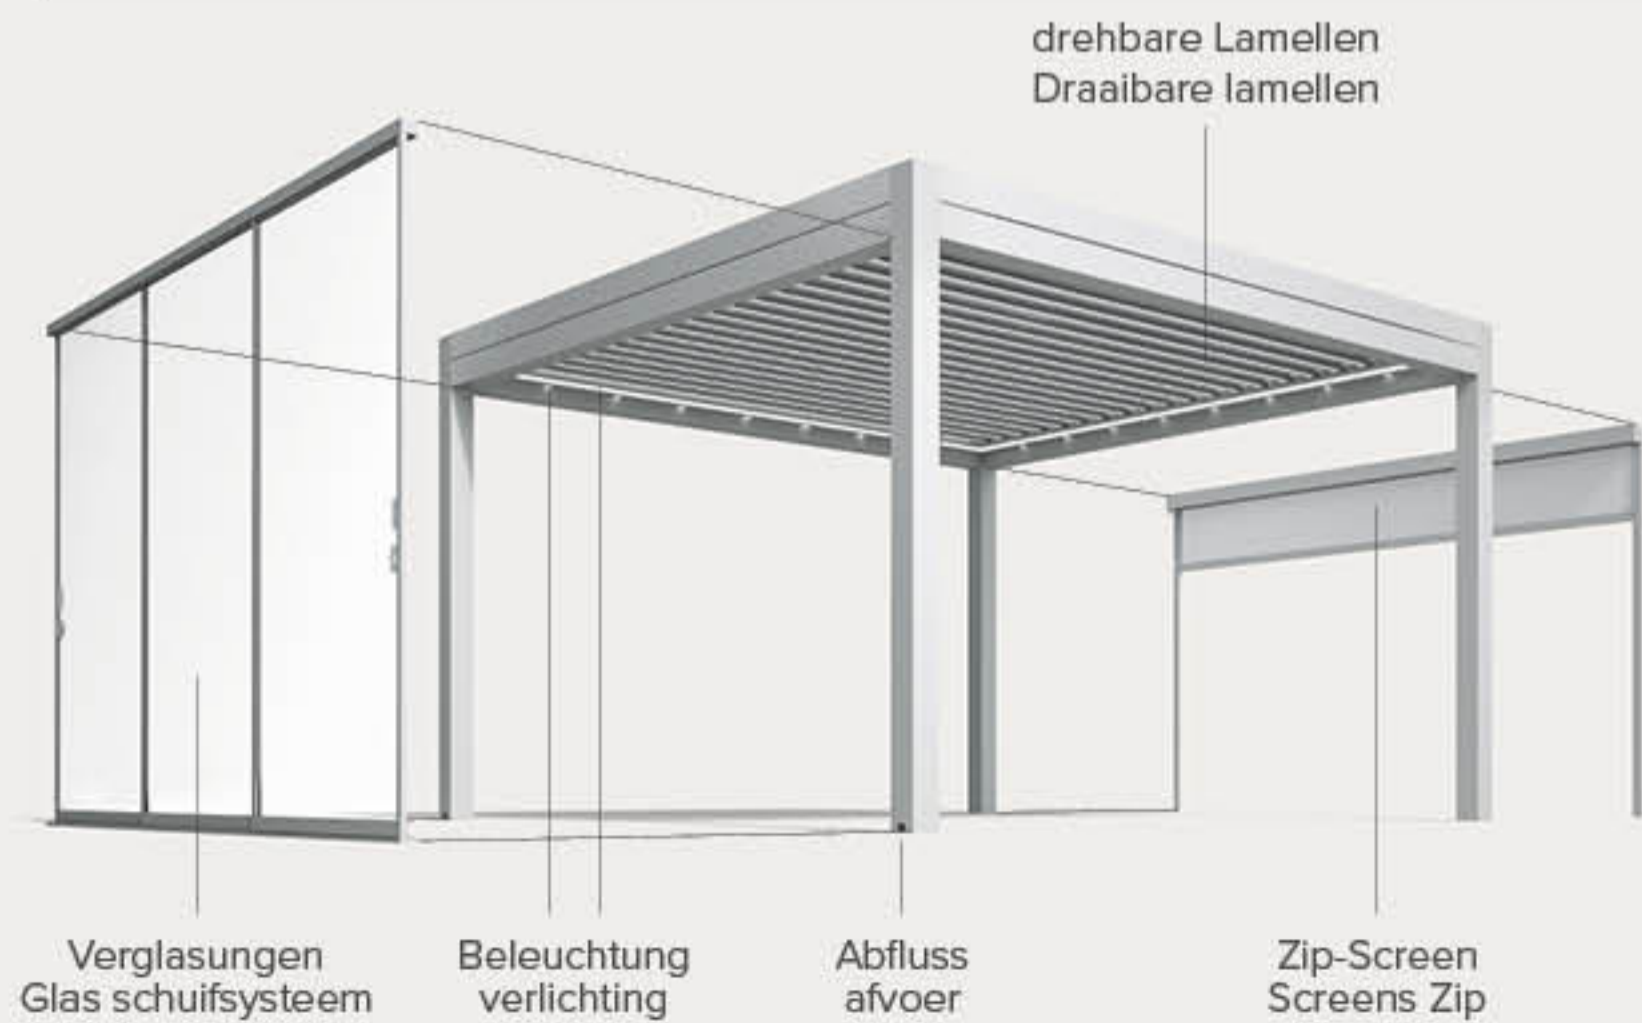 drehbare Lamellen
Draaibare lamellen
Verglasungen
Glas schuifsysteem
Beleuchtung
verlichting
Abfluss
afvoer
Zip-Screen
Screens Zip